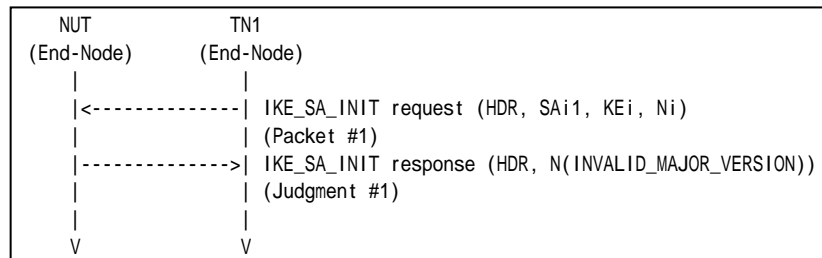 NUT TN1
(End-Node) (End-Node)
| |
|<--------------| IKE_SA_INIT request (HDR, SAi1, KEi, Ni)
| | (Packet #1)
|-------------->| IKE_SA_INIT response (HDR, N(INVALID_MAJOR_VERSION))
| | (Judgment #1)
| |
V V